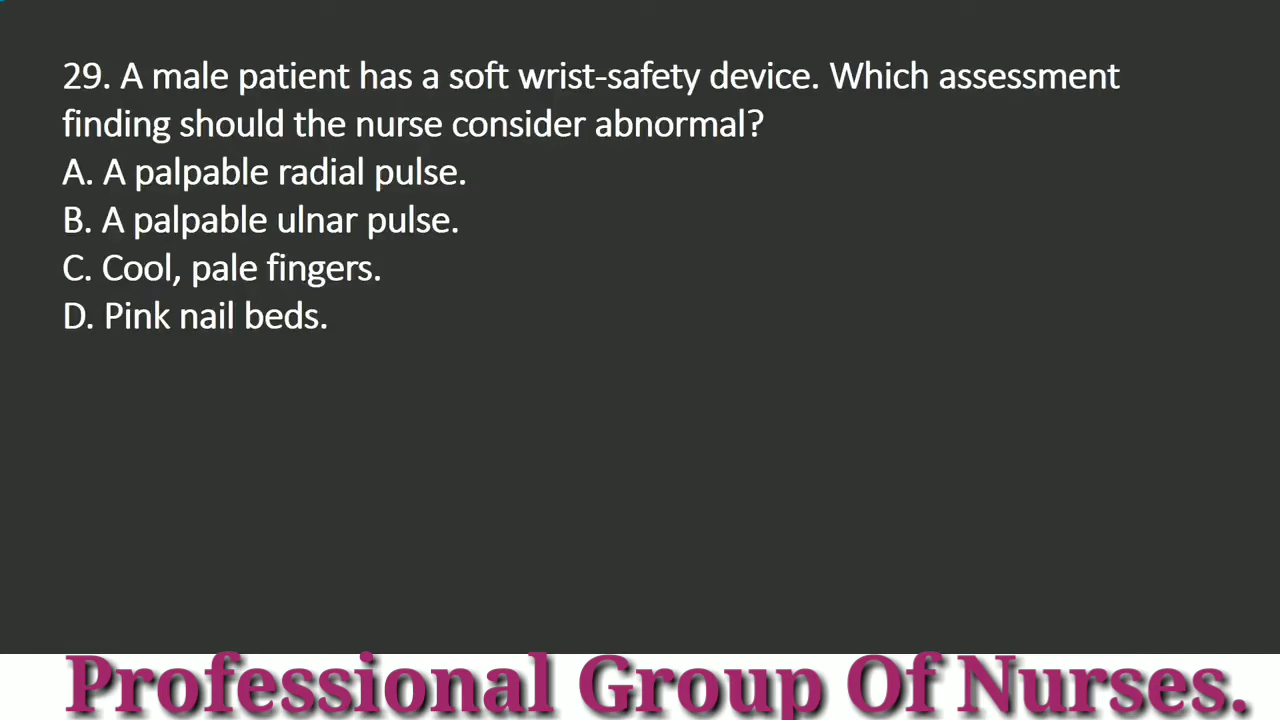 29. A male patient has a soft wrist-safety device. Which assessment
finding should the nurse consider abnormal?
A. A palpable radial pulse.
B. A palpable ulnar pulse.
C. Cool, pale fingers.
D. Pink nail beds.
Professional Group Of Nurses.